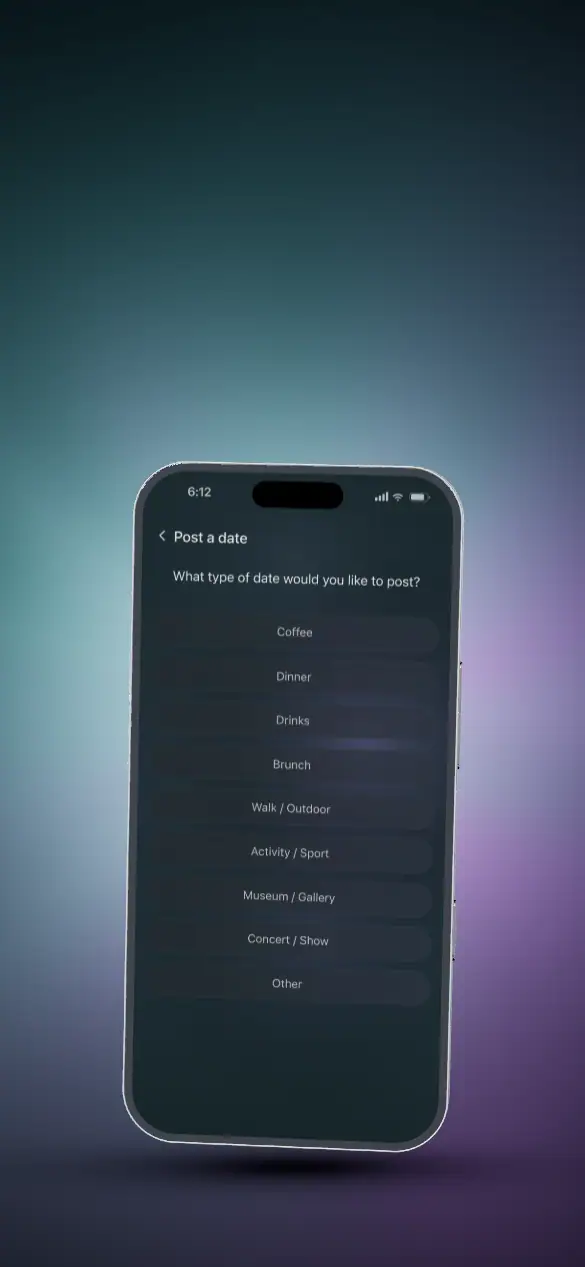 6:12
Post a date
What type of date would you like to post?
Coffee
Dinner
Drinks
Brunch
Walk / Outdoor
Activity / Sport
Museum / Gallery
Concert / Show
Other